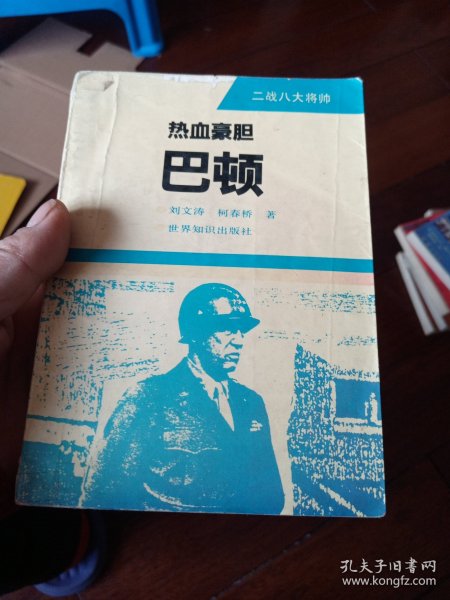 二战八大将帅
热血豪胆
巴顿
刘文涛 柯春桥 著
世界知识出版社
孔夫子旧书网
www.kongfz.com